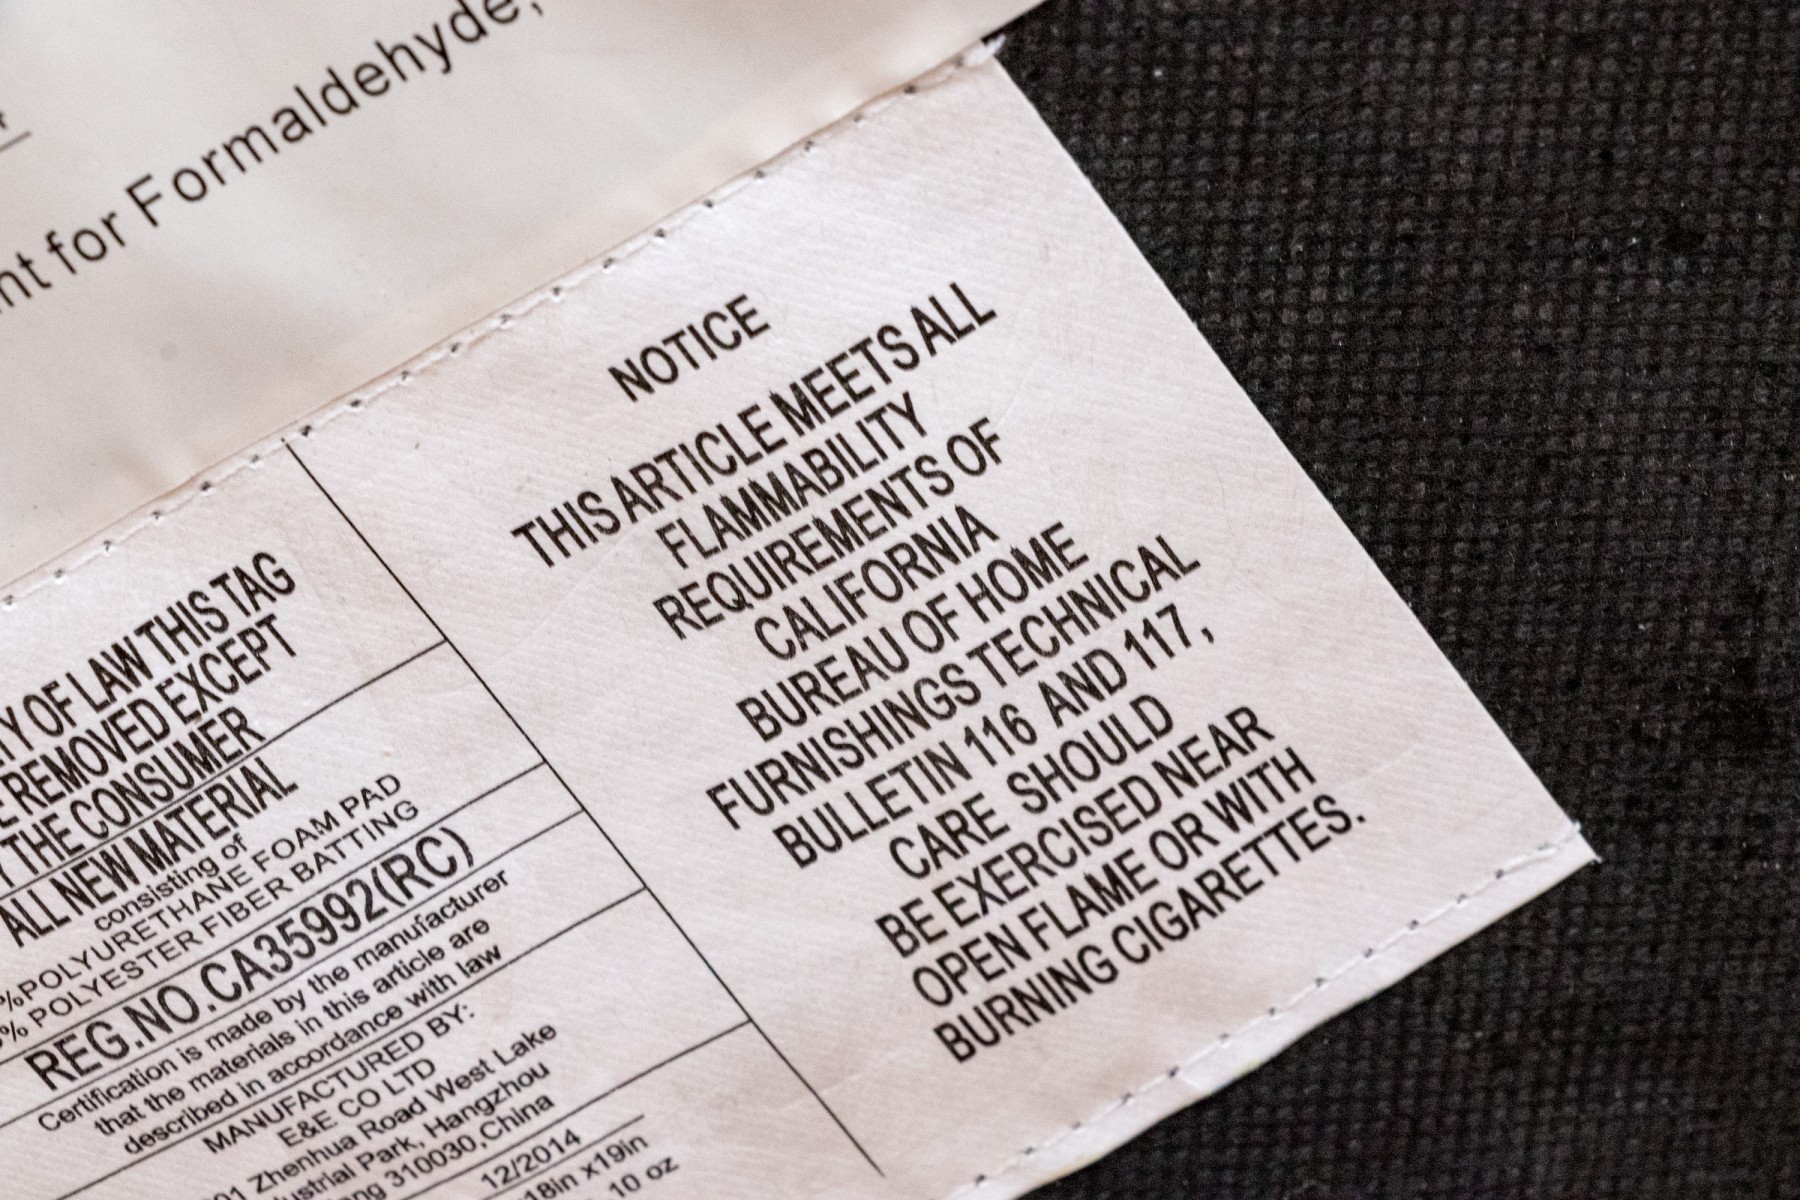 for Formaldehyde,
OF LAW THIS TAG
REMOVED EXCEPT
THE CONSUMER
ALL NEW MATERIAL
consisting of
%POLYURETHANE FOAM PAD
% POLYESTER FIBER BATTING
REG.NO.CA35992(RC)
Certification is made by the manufacturer
that the materials in this article are
described in accordance with law
MANUFACTURED BY:
E&E CO LTD
Zhenhua Road West Lake
Park, Hangzhou
310030,China
12/2014
18in x19in
10 oz
NOTICE
THIS ARTICLE MEETS ALL
FLAMMABILITY
REQUIREMENTS OF
CALIFORNIA
BUREAU OF HOME
FURNISHINGS TECHNICAL
BULLETIN 116 AND 117,
CARE SHOULD
BE EXERCISED NEAR
OPEN FLAME OR WITH
BURNING CIGARETTES.